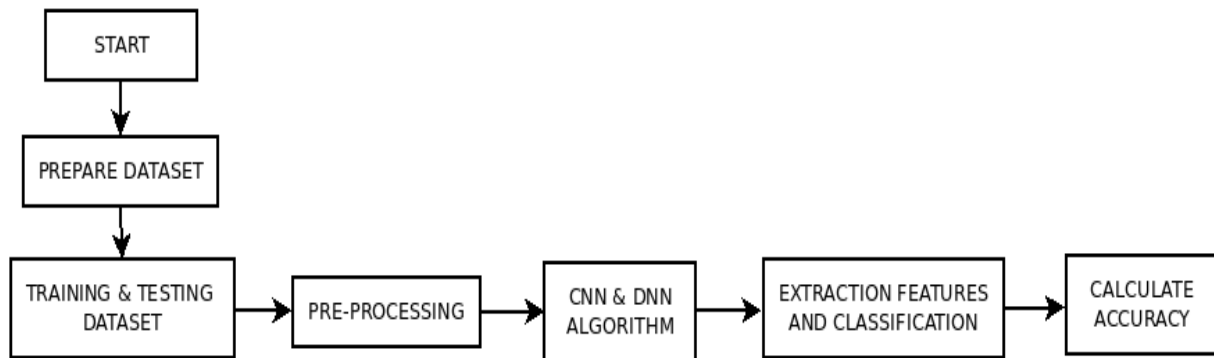 START
PREPARE DATASET
TRAINING & TESTING
DATASET
PRE-PROCESSING
CNN & DNN
ALGORITHM
EXTRACTION FEATURES
AND CLASSIFICATION
CALCULATE
ACCURACY